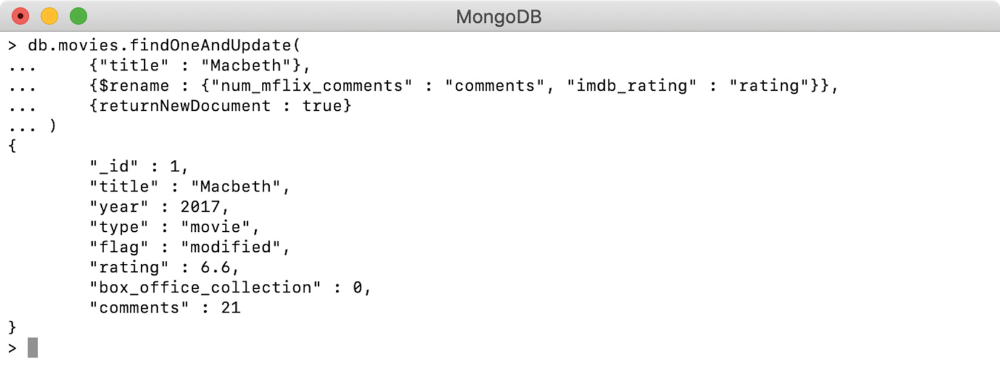 MongoDB
> db.movies.findOneAndUpdate(
...     {"title" : "Macbeth"},
...     {$rename : {"num_mflix_comments" : "comments", "imdb_rating" : "rating"}},
...     {returnNewDocument : true}
... )
{
        "_id" : 1,
        "title" : "Macbeth",
        "year" : 2017,
        "type" : "movie",
        "flag" : "modified",
        "rating" : 6.6,
        "box_office_collection" : 0,
        "comments" : 21
}
>